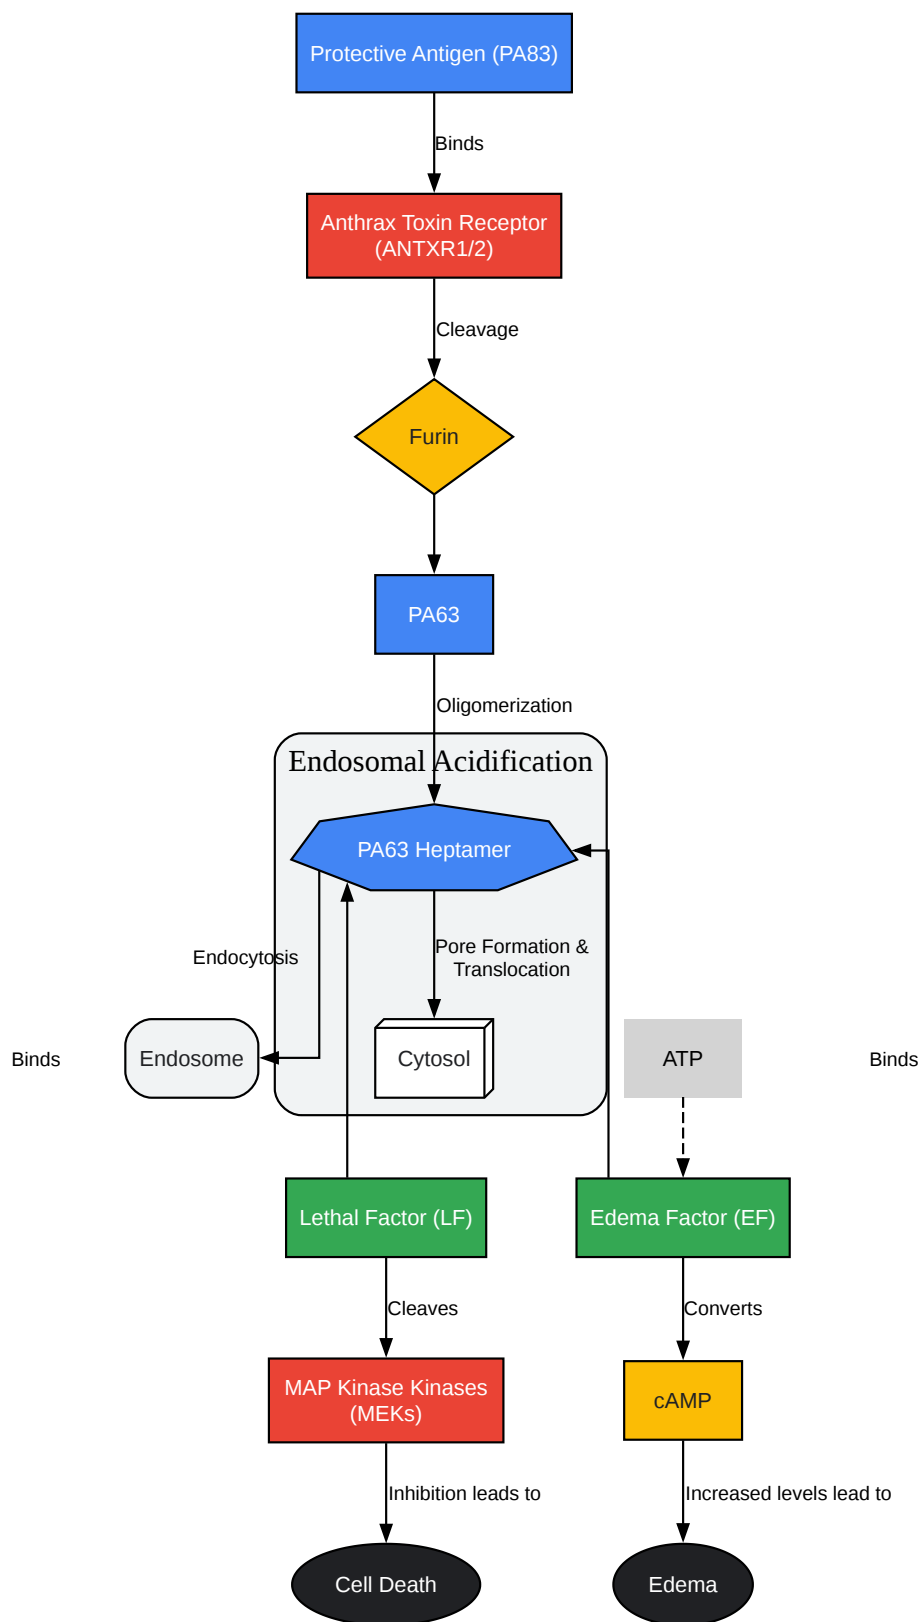 Protective Antigen (PA83)
Binds
Anthrax Toxin Receptor
(ANTXR1/2)
Cleavage
Furin
PA63
Oligomerization
Endosomal Acidification
PA63 Heptamer
Endocytosis
Pore Formation &
Translocation
Binds
Endosome
Cytosol
ATP
Binds
Lethal Factor (LF)
Edema Factor (EF)
Cleaves
Converts
MAP Kinase Kinases
(MEKs)
cAMP
Inhibition leads to
Increased levels lead to
Cell Death
Edema